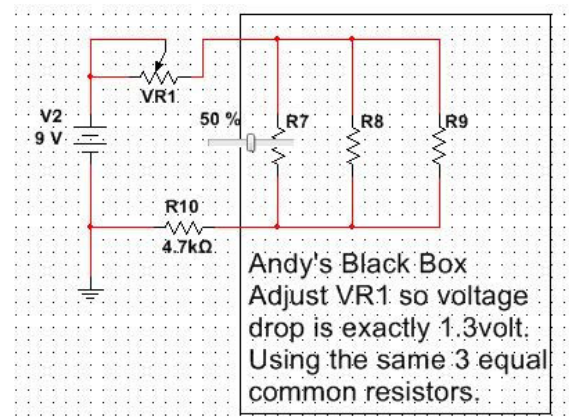 VR1
V2
9 V
50 %
R7
R8
R9
R10
4.7kΩ
Andy's Black Box
Adjust VR1 so voltage
drop is exactly 1.3volt.
Using the same 3 equal
common resistors.